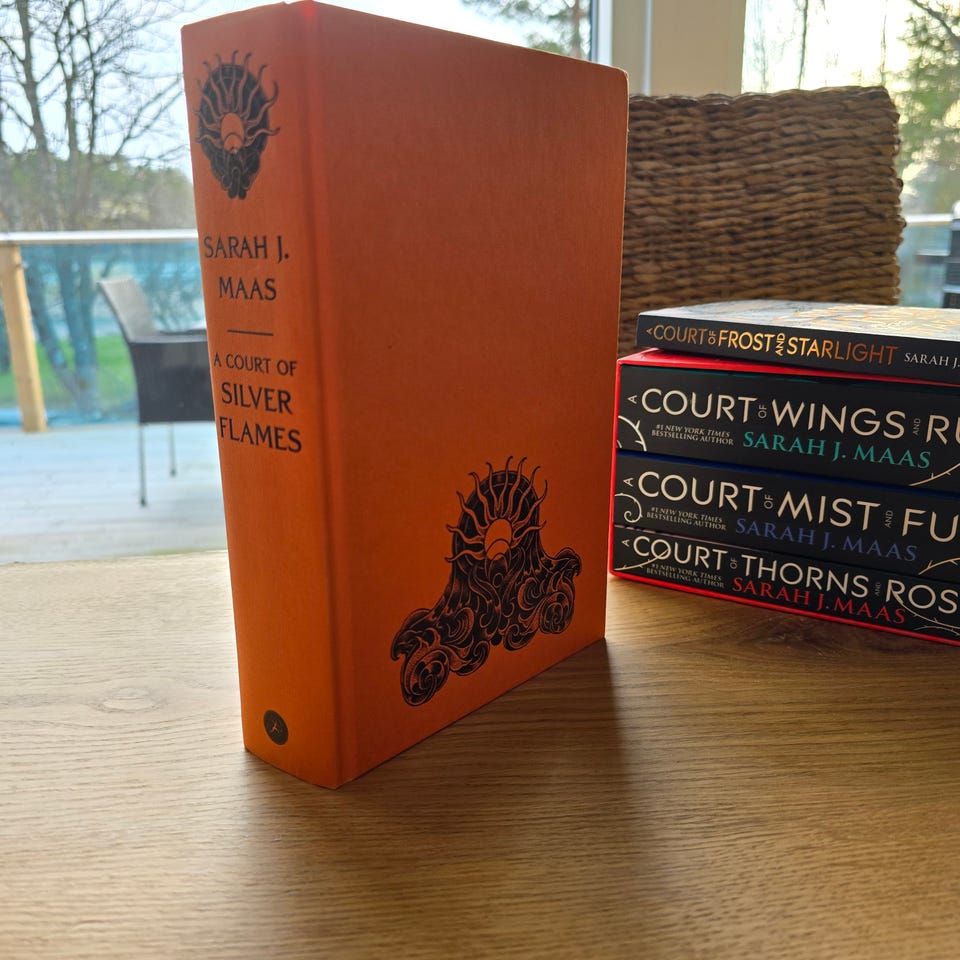 SARAH J.
MAAS
A COURT OF
SILVER
FLAMES
A COURT OF FROST AND STARLIGHT SARAH J.
A COURT OF WINGS AND RU
#1 NEW YORK TIMES
BESTSELLING AUTHOR
SARAH J. MAAS
A COURT OF MIST AND FU
#1 NEW YORK TIMES
BESTSELLING AUTHOR
SARAH J. MAAS
A COURT OF THORNS AND ROS
#1 NEW YORK TIMES
BESTSELLING AUTHOR
SARAH J. MAAS